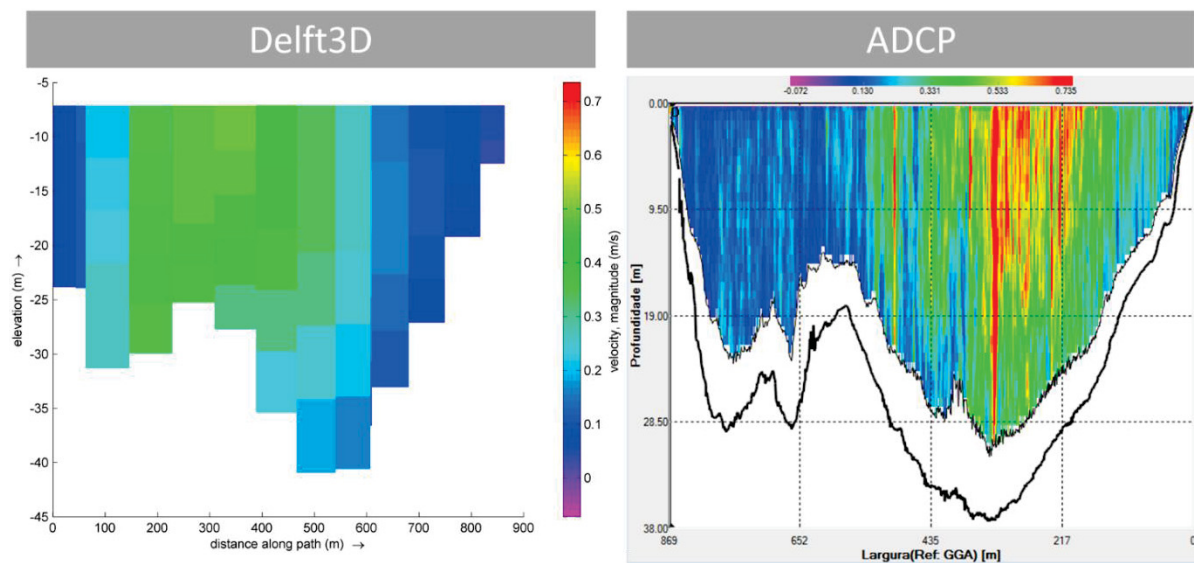 Delft3D
ADCP
-5
-10
-15
-20
-25
-30
-35
-40
-45
elevation (m) →
0 100 200 300 400 500 600 700 800 900
distance along path (m) →
0.7
0.6
0.5
0.4
0.3
0.2
0.1
0
velocity, magnitude (m/s)
-0.072 0.130 0.331 0.533 0.735
0.00
9.50
19.00
28.50
38.00
Profundidade [m]
869 652 435 217 0
Largura(Ref: GGA) [m]